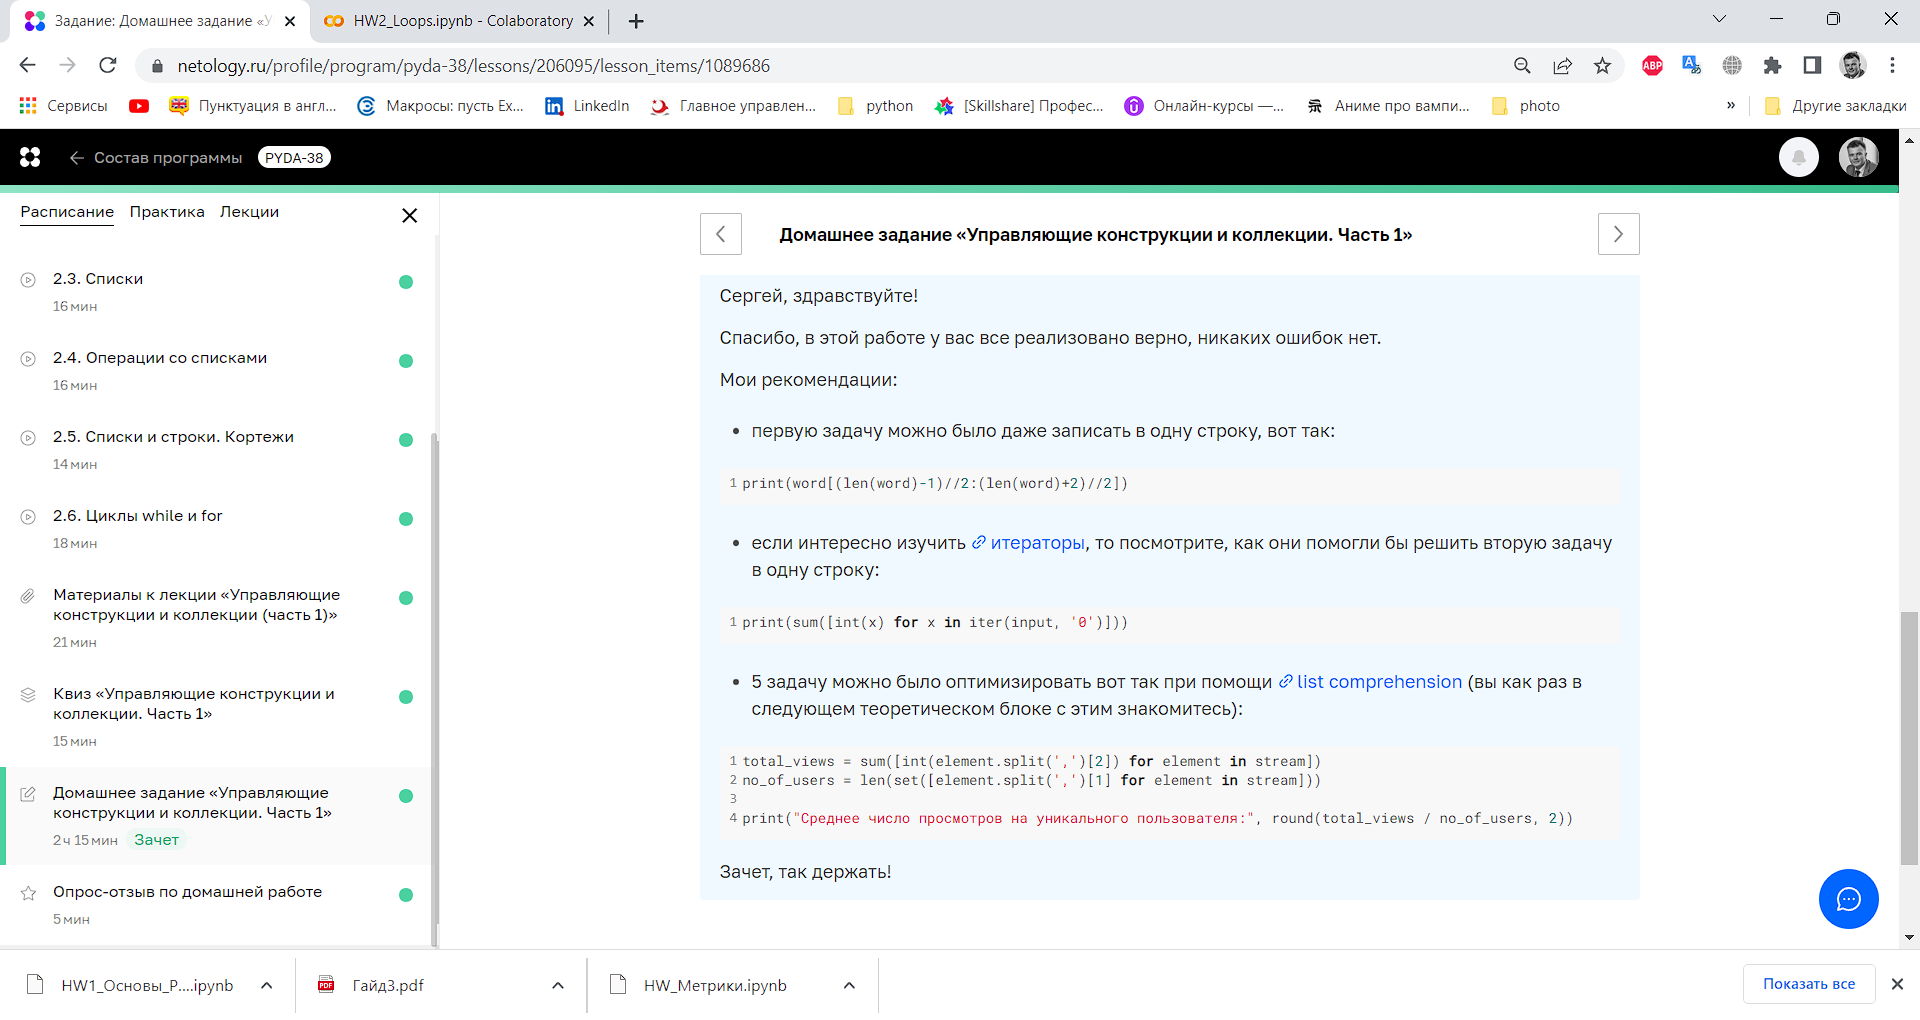 Задание: Домашнее задание «У
HW2_Loops.ipynb - Colaboratory
netology.ru/profile/program/pyda-38/lessons/206095/lesson_items/1089686
ABP
Сервисы
Пунктуация в англ...
Макросы: пусть Ex...
LinkedIn
Главное управлен...
python
[Skillshare] Профес...
Онлайн-курсы —...
Аниме про вампи...
photo
»
Другие закладки
Состав программы
PYDA-38
Расписание Практика Лекции
2.3. Списки
16 мин
2.4. Операции со списками
16 мин
2.5. Списки и строки. Кортежи
14 мин
2.6. Циклы while и for
18 мин
Материалы к лекции «Управляющие
конструкции и коллекции (часть 1)»
21 мин
Квиз «Управляющие конструкции и
коллекции. Часть 1»
15 мин
Домашнее задание «Управляющие
конструкции и коллекции. Часть 1»
2 ч 15 мин Зачет
Опрос-отзыв по домашней работе
5 мин
Домашнее задание «Управляющие конструкции и коллекции. Часть 1»
Сергей, здравствуйте!
Спасибо, в этой работе у вас все реализовано верно, никаких ошибок нет.
Мои рекомендации:
• первую задачу можно было даже записать в одну строку, вот так:
1 print(word[(len(word)-1)//2:(len(word)+2)//2])
• если интересно изучить итераторы, то посмотрите, как они помогли бы решить вторую задачу
в одну строку:
1 print(sum([int(x) for x in iter(input, '0')]))
• 5 задачу можно было оптимизировать вот так при помощи list comprehension (вы как раз в
следующем теоретическом блоке с этим знакомитесь):
1 total_views = sum([int(element.split(',')[2]) for element in stream])
2 no_of_users = len(set([element.split(',')[1] for element in stream]))
3
4 print("Среднее число просмотров на уникального пользователя:", round(total_views / no_of_users, 2))
Зачет, так держать!
HW1_Основы_P....ipynb
PDF
Гайд3.pdf
HW_Метрики.ipynb
Показать все